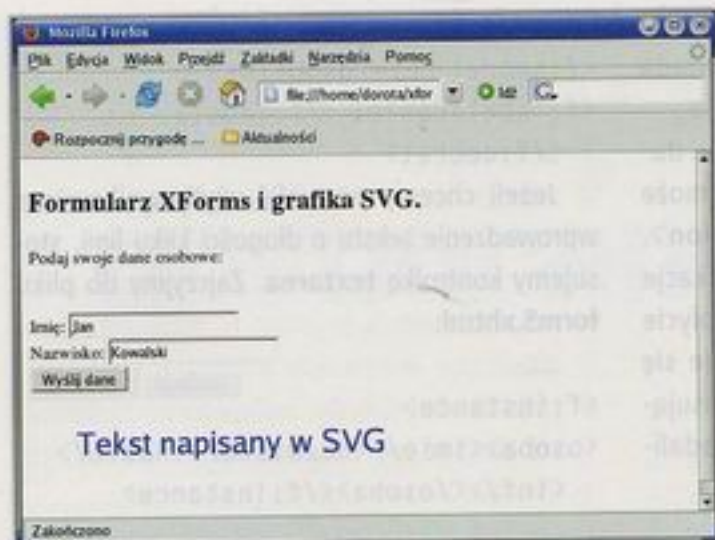 Mozilla Firefox
Plik Edycja Widok Przejdź Zakładki Narzędzia Pomoc
file:///home/dorota/xfor Idź
Rozpocznij przygodę ... Aktualności
Formularz XForms i grafika SVG.
Podaj swoje dane osobowe:
Imię: Jan
Nazwisko: Kowalski
Wyślij dane
Tekst napisany w SVG
Zakończono